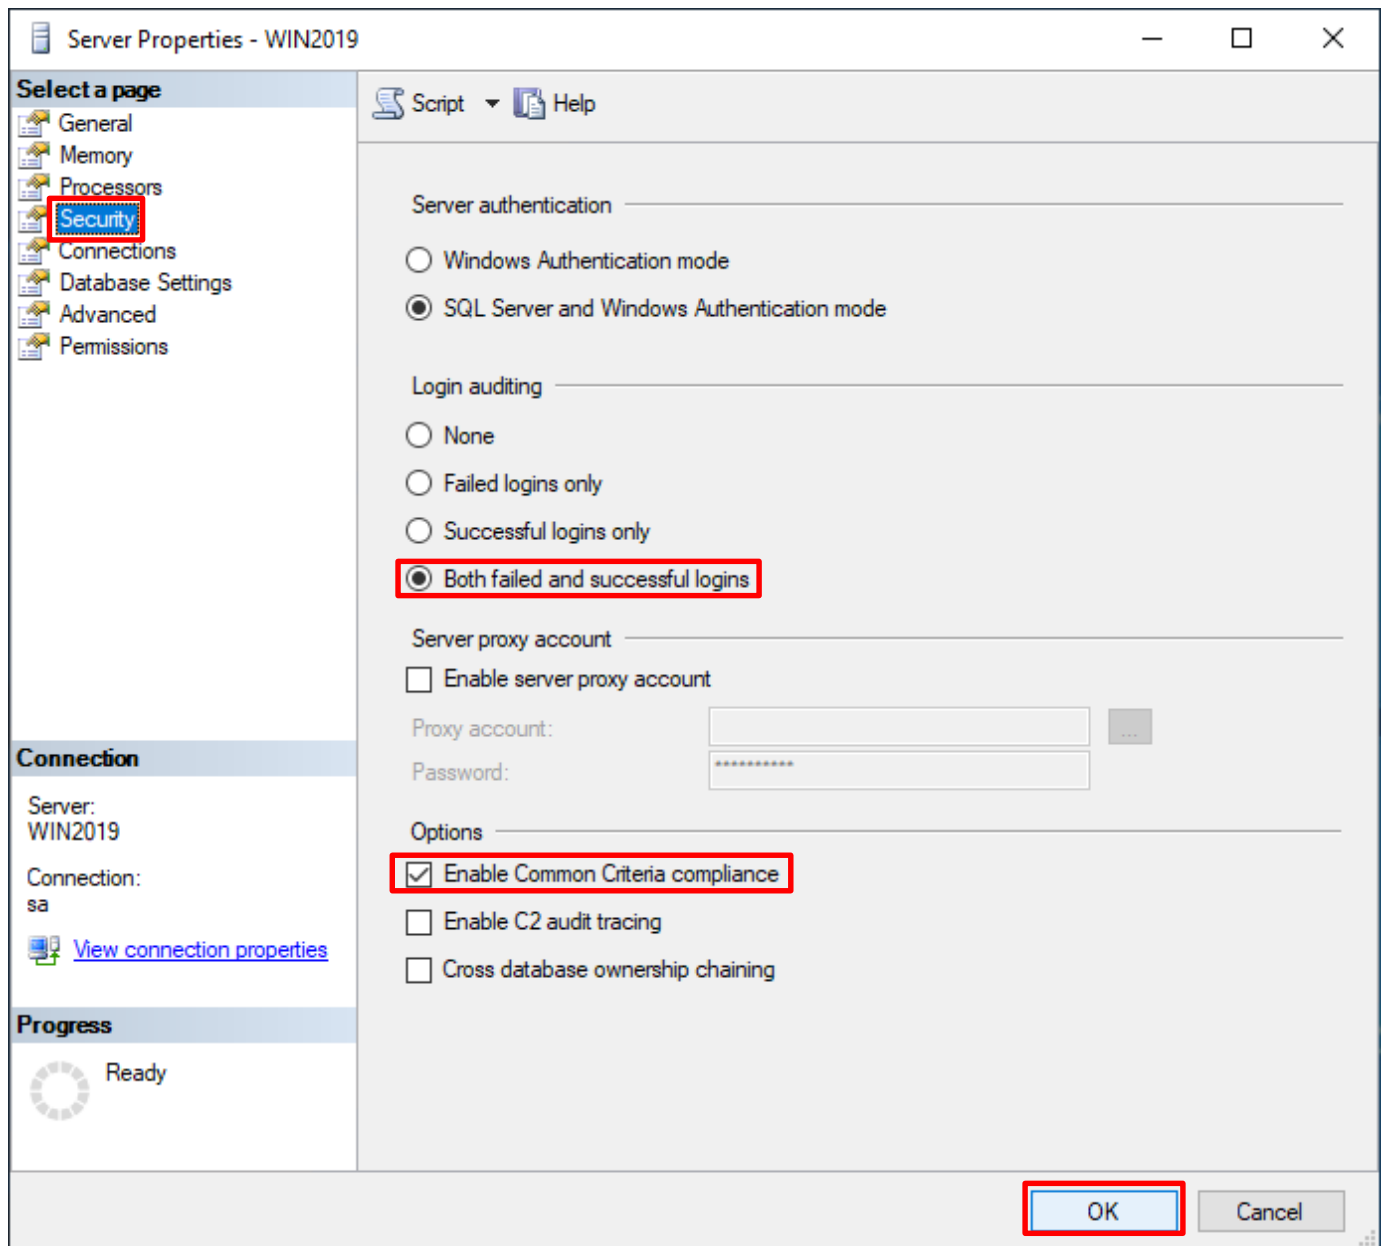 Server Properties - WIN2019
Select a page
General
Memory
Processors
Security
Connections
Database Settings
Advanced
Permissions
Connection
Server:
WIN2019
Connection:
sa
View connection properties
Progress
Ready
Script
Help
Server authentication
Windows Authentication mode
SQL Server and Windows Authentication mode
Login auditing
None
Failed logins only
Successful logins only
Both failed and successful logins
Server proxy account
Enable server proxy account
Proxy account:
...
Password:
**********
Options
Enable Common Criteria compliance
Enable C2 audit tracing
Cross database ownership chaining
OK
Cancel